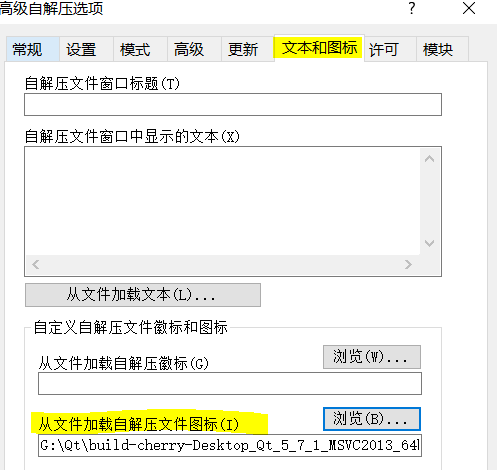 高级自解压选项
常规 设置 模式 高级 更新 文本和图标 许可 模块
自解压文件窗口标题(T)
自解压文件窗口中显示的文本(X)
从文件加载文本(L)...
自定义自解压文件徽标和图标
从文件加载自解压徽标(G) 浏览(W)...
从文件加载自解压文件图标(I) 浏览(B)...
G:\Qt\build-cherry-Desktop_Qt_5_7_1_MSVC2013_64